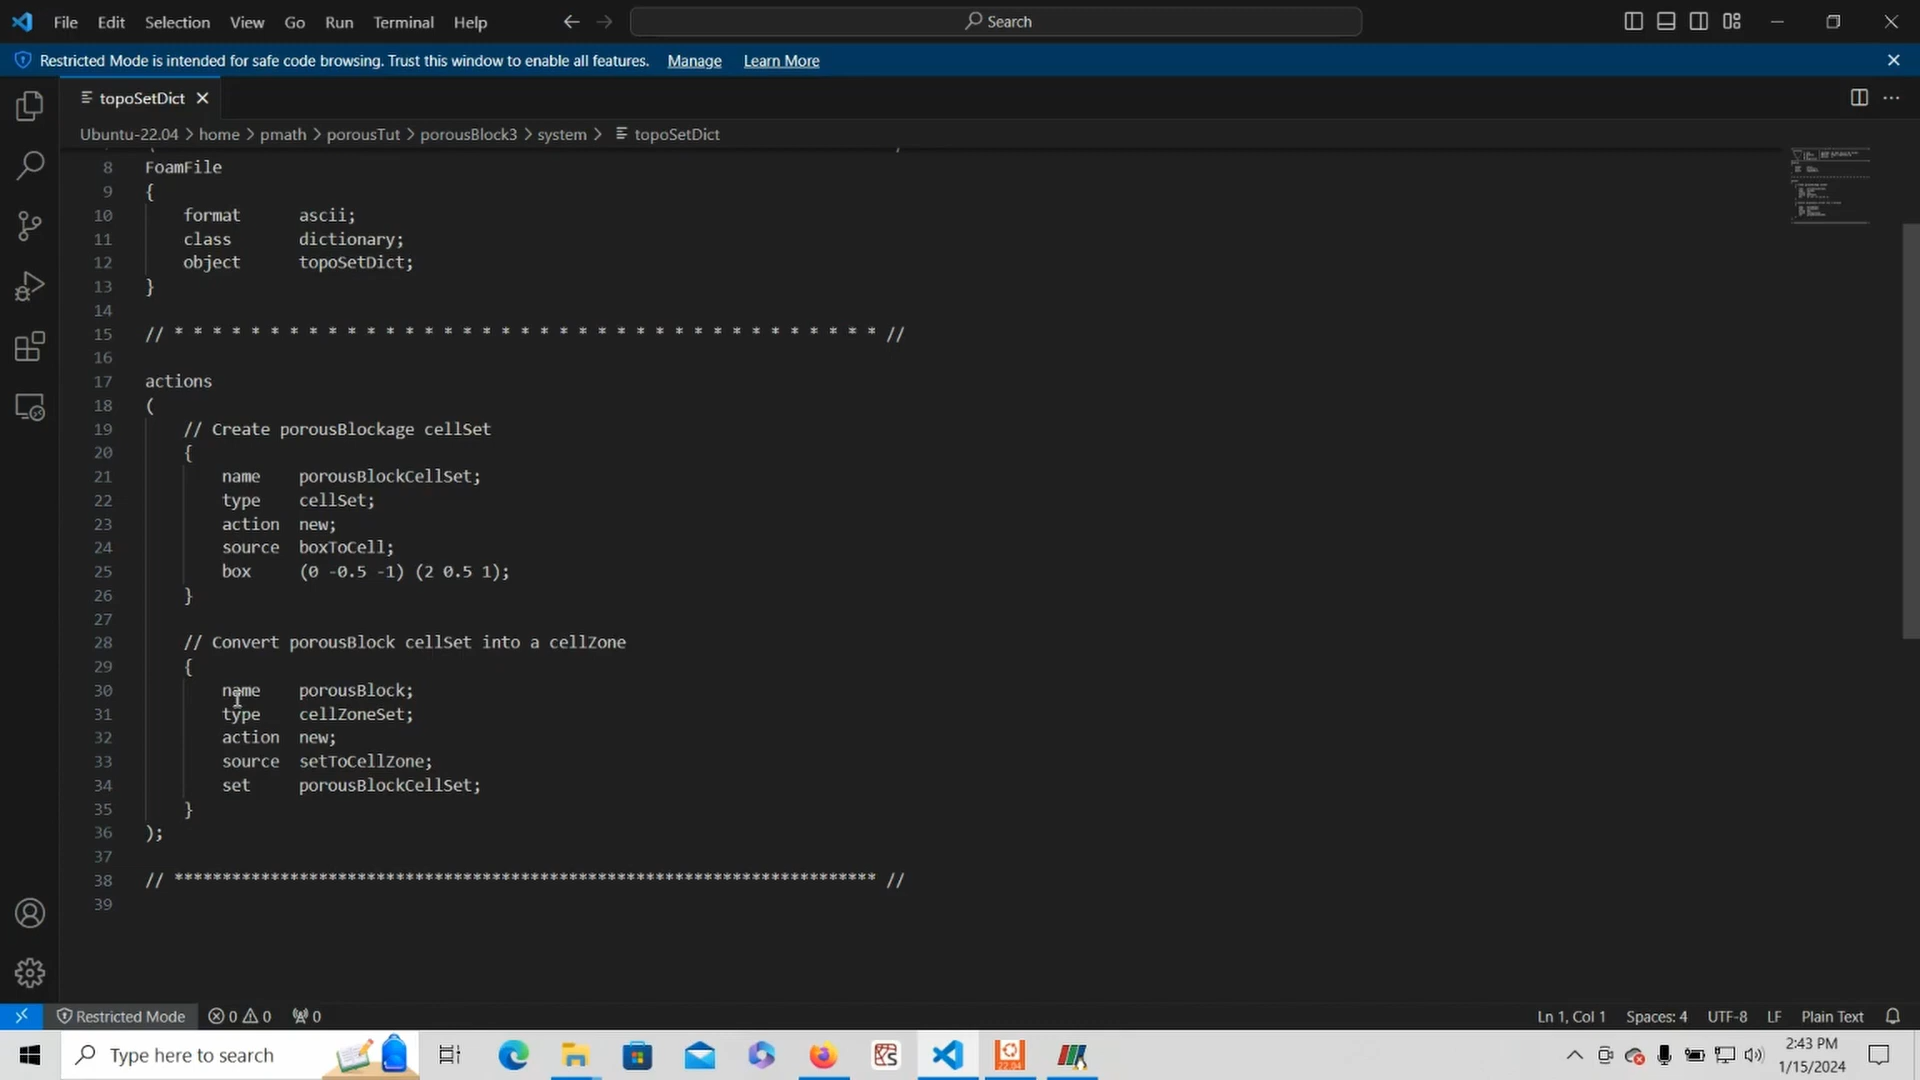 File Edit Selection View Go Run Terminal Help Search
Restricted Mode is intended for safe code browsing. Trust this window to enable all features. Manage Learn More
topoSetDict
Ubuntu-22.04 > home > pmath > porousTut > porousBlock3 > system > topoSetDict
8 FoamFile
9 {
10 format ascii;
11 class dictionary;
12 object topoSetDict;
13 }
14
15 // * * * * * * * * * * * * * * * * * * * * * * * * * * * * * * * * * * * * * //
16
17 actions
18 (
19 // Create porousBlockage cellSet
20 {
21 name porousBlockCellSet;
22 type cellSet;
23 action new;
24 source boxToCell;
25 box (0 -0.5 -1) (2 0.5 1);
26 }
27
28 // Convert porousBlock cellSet into a cellZone
29 {
30 name porousBlock;
31 type cellZoneSet;
32 action new;
33 source setToCellZone;
34 set porousBlockCellSet;
35 }
36 );
37
38 // ************************************************************************* //
39
Restricted Mode 0 0 0 Ln 1, Col 1 Spaces: 4 UTF-8 LF Plain Text
Type here to search
22.04
2:43 PM
1/15/2024